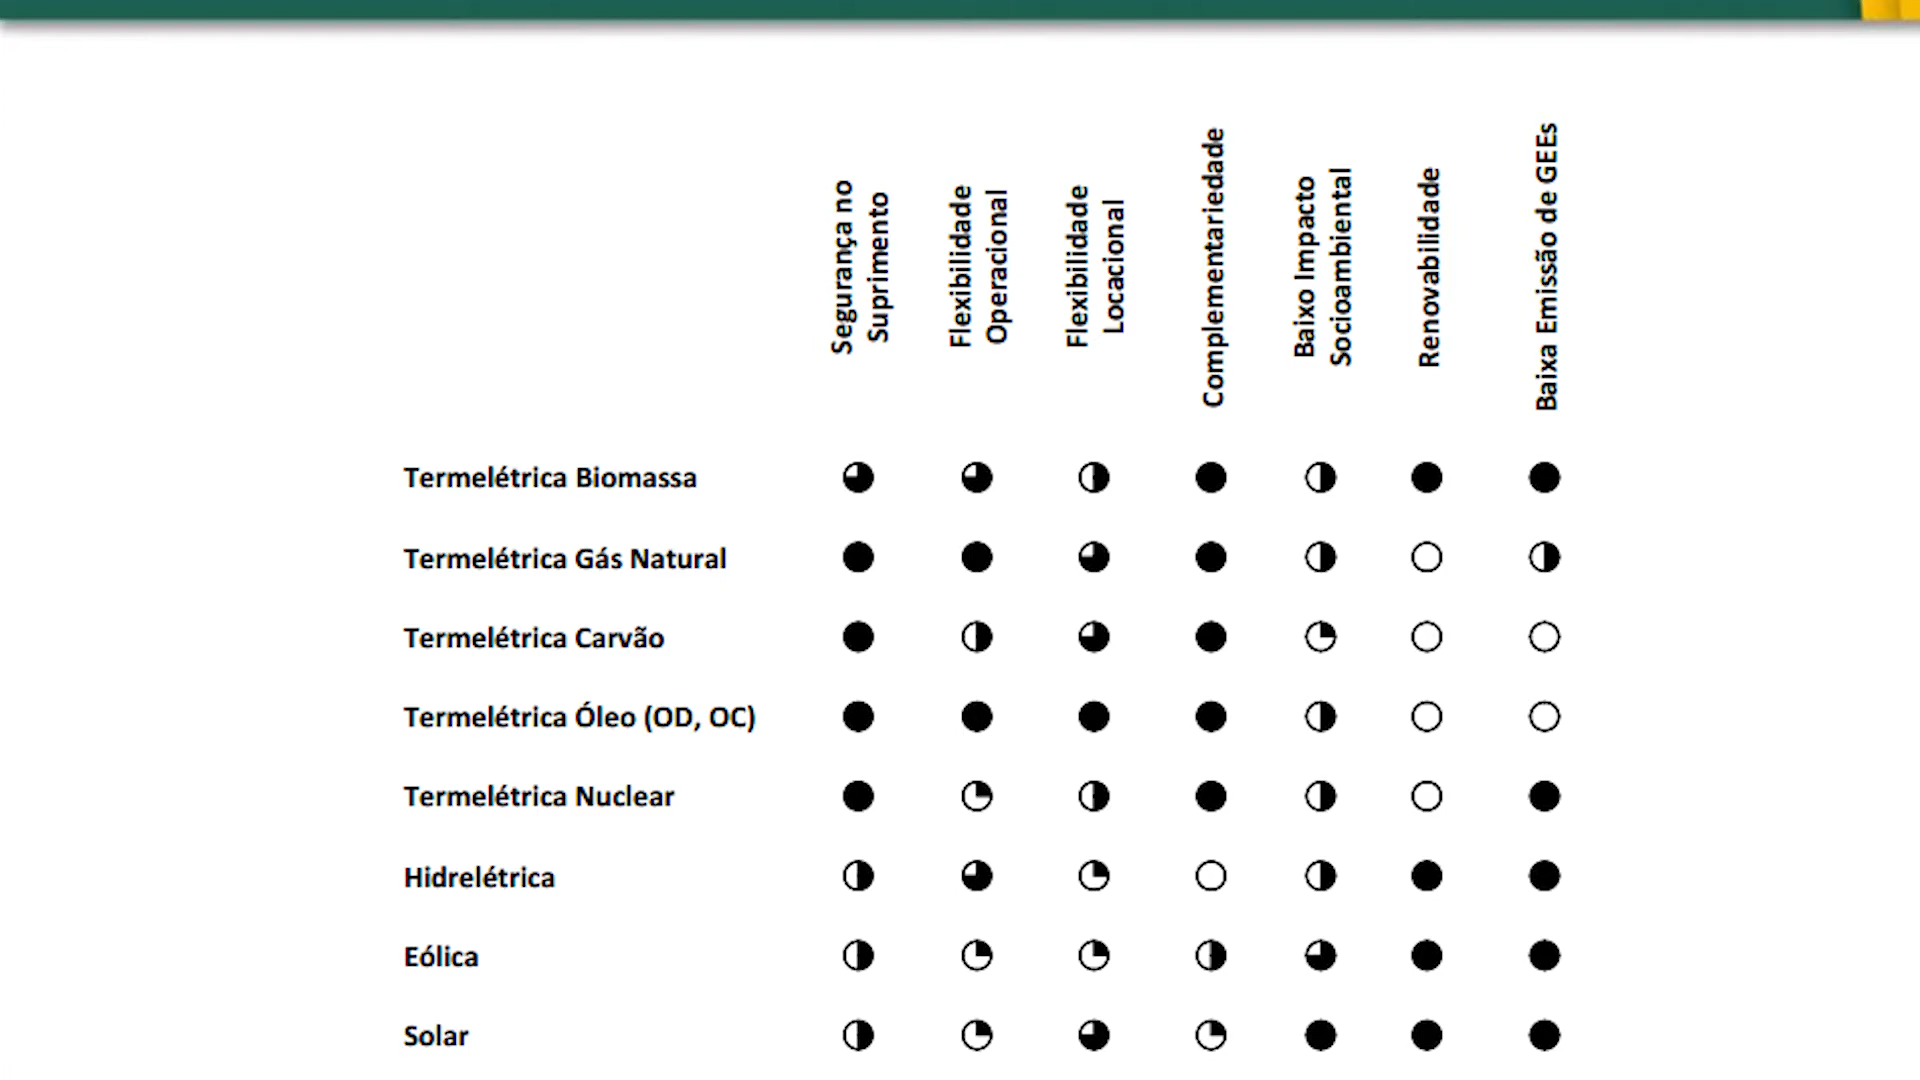 Segurança no
Suprimento
Flexibilidade
Operacional
Flexibilidade
Locacional
Complementariedade
Baixo Impacto
Socioambiental
Renovabilidade
Baixa Emissão de GEEs
Termelétrica Biomassa
Termelétrica Gás Natural
Termelétrica Carvão
Termelétrica Óleo (OD, OC)
Termelétrica Nuclear
Hidrelétrica
Eólica
Solar